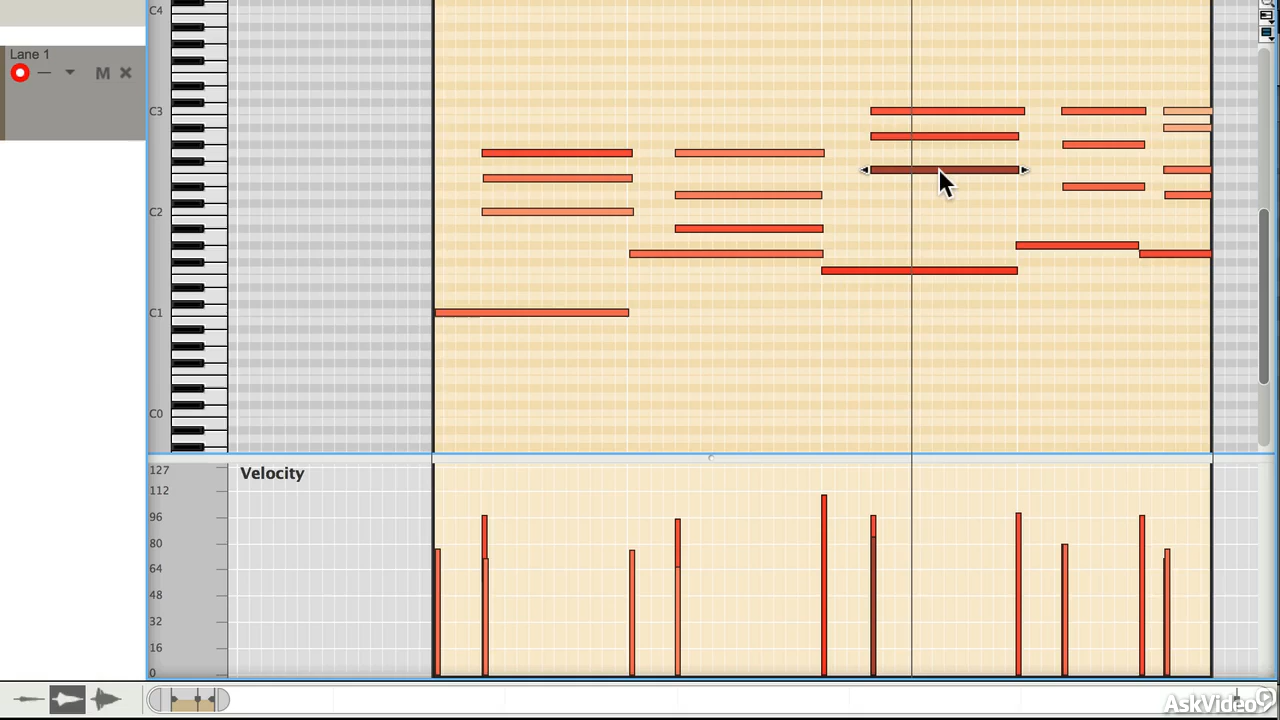 C4
Lane 1
M
C3
C2
C1
C0
Velocity
127
112
96
80
64
48
32
16
0
AskVideo